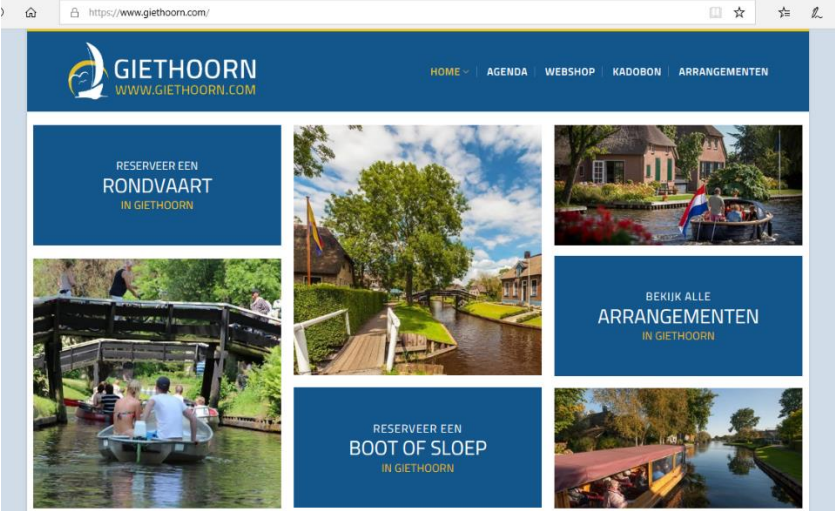 https://www.giethoorn.com/
GIETHOORN
WWW.GIETHOORN.COM
HOME
AGENDA
WEBSHOP
KADOBON
ARRANGEMENTEN
RESERVEER EEN
RONDVAART
IN GIETHOORN
BEKIJK ALLE
ARRANGEMENTEN
IN GIETHOORN
RESERVEER EEN
BOOT OF SLOEP
IN GIETHOORN